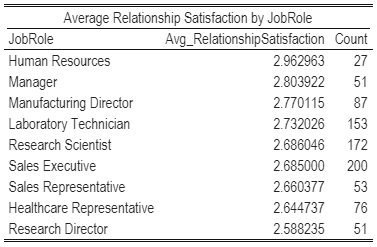 Average Relationship Satisfaction by JobRole
JobRole Avg_RelationshipSatisfaction Count
Human Resources 2.962963 27
Manager 2.803922 51
Manufacturing Director 2.770115 87
Laboratory Technician 2.732026 153
Research Scientist 2.686046 172
Sales Executive 2.685000 200
Sales Representative 2.660377 53
Healthcare Representative 2.644737 76
Research Director 2.588235 51